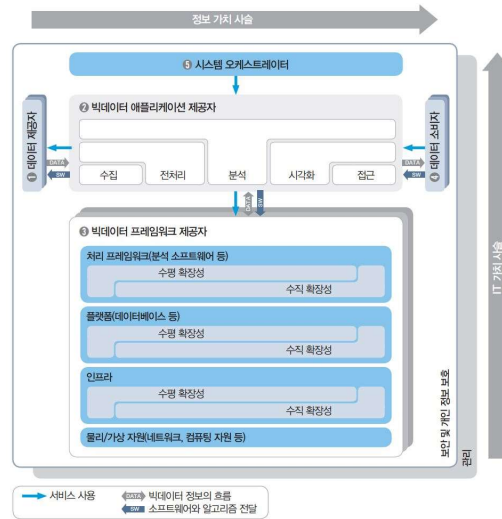 정보 가치 사슬
❺ 시스템 오케스트레이터
❷ 빅데이터 애플리케이션 제공자
❶ 데이터 제공자
DATA
SW
수집
전처리
분석
시각화
접근
DATA
SW
❹ 데이터 소비자
DATA
SW
❸ 빅데이터 프레임워크 제공자
처리 프레임워크(분석 소프트웨어 등)
수평 확장성
수직 확장성
플랫폼(데이터베이스 등)
수평 확장성
수직 확장성
인프라
수평 확장성
수직 확장성
물리/가상 자원(네트워크, 컴퓨팅 자원 등)
보안 및 개인 정보 보호
관리
IT 가치 사슬
서비스 사용
DATA 빅데이터 정보의 흐름
SW 소프트웨어와 알고리즘 전달